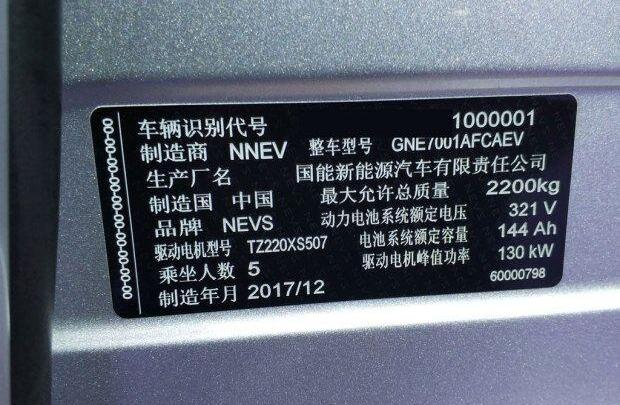 车辆识别代号 1000001
制造商 NNEV 整车型号 GNE7001AFCAEV
生产厂名 国能新能源汽车有限责任公司
制造国 中国 最大允许总质量 2200kg
品牌 NEVS 动力电池系统额定电压 321 V
驱动电机型号 TZ220XS507 电池系统额定容量 144 Ah
乘坐人数 5 驱动电机峰值功率 130 kW
制造年月 2017/12 60000798